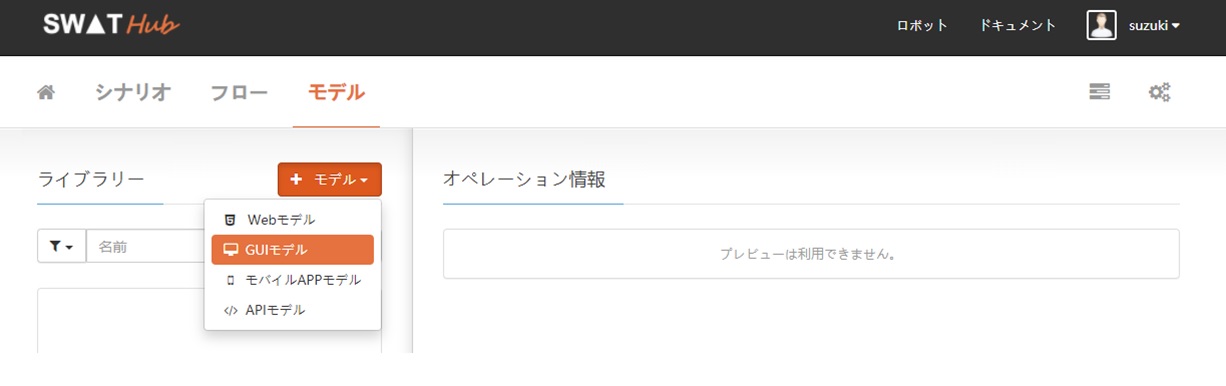 SWAT Hub
ロボット ドキュメント suzuki
シナリオ フロー モデル
ライブラリー
モデル
オペレーション情報
Webモデル
名前
GUIモデル
プレビューは利用できません。
モバイルAPPモデル
APIモデル